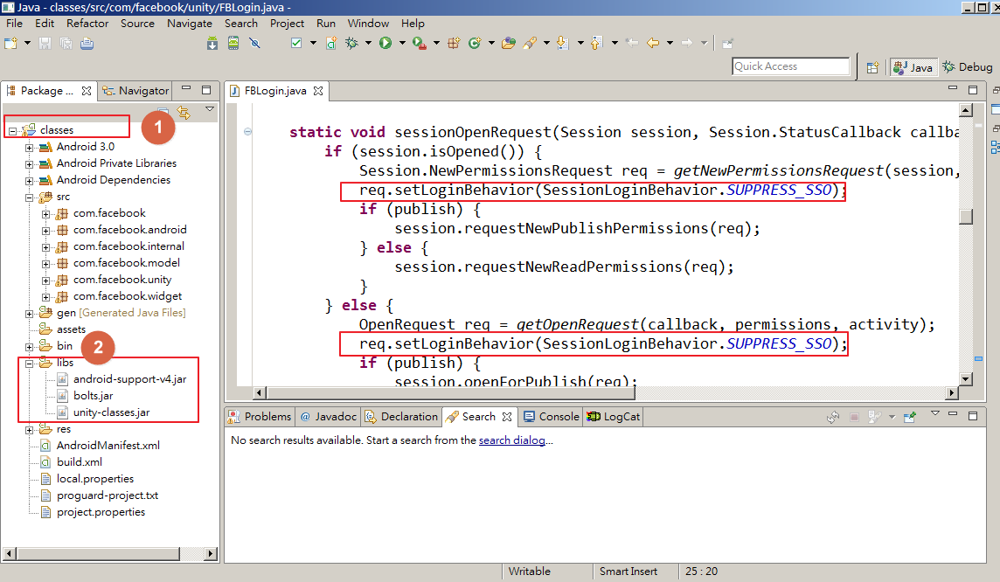 Java - classes/src/com/facebook/unity/FBLogin.java -
File Edit Refactor Source Navigate Search Project Run Window Help
Quick Access
Java
Debug
Package ...
Navigator
classes
1
Android 3.0
Android Private Libraries
Android Dependencies
src
com.facebook
com.facebook.android
com.facebook.internal
com.facebook.model
com.facebook.unity
com.facebook.widget
gen [Generated Java Files]
assets
bin
2
libs
android-support-v4.jar
bolts.jar
unity-classes.jar
res
AndroidManifest.xml
build.xml
local.properties
proguard-project.txt
project.properties
FBLogin.java
static void sessionOpenRequest(Session session, Session.StatusCallback callba
if (session.isOpened()) {
Session.NewPermissionsRequest req = getNewPermissionsRequest(session,
req.setLoginBehavior(SessionLoginBehavior.SUPPRESS_SSO);
if (publish) {
session.requestNewPublishPermissions(req);
} else {
session.requestNewReadPermissions(req);
}
} else {
OpenRequest req = getOpenRequest(callback, permissions, activity);
req.setLoginBehavior(SessionLoginBehavior.SUPPRESS_SSO);
if (publish) {
session.openForPublish(req);
Problems
@ Javadoc
Declaration
Search
Console
LogCat
No search results available. Start a search from the search dialog...
Writable
Smart Insert
25 : 20